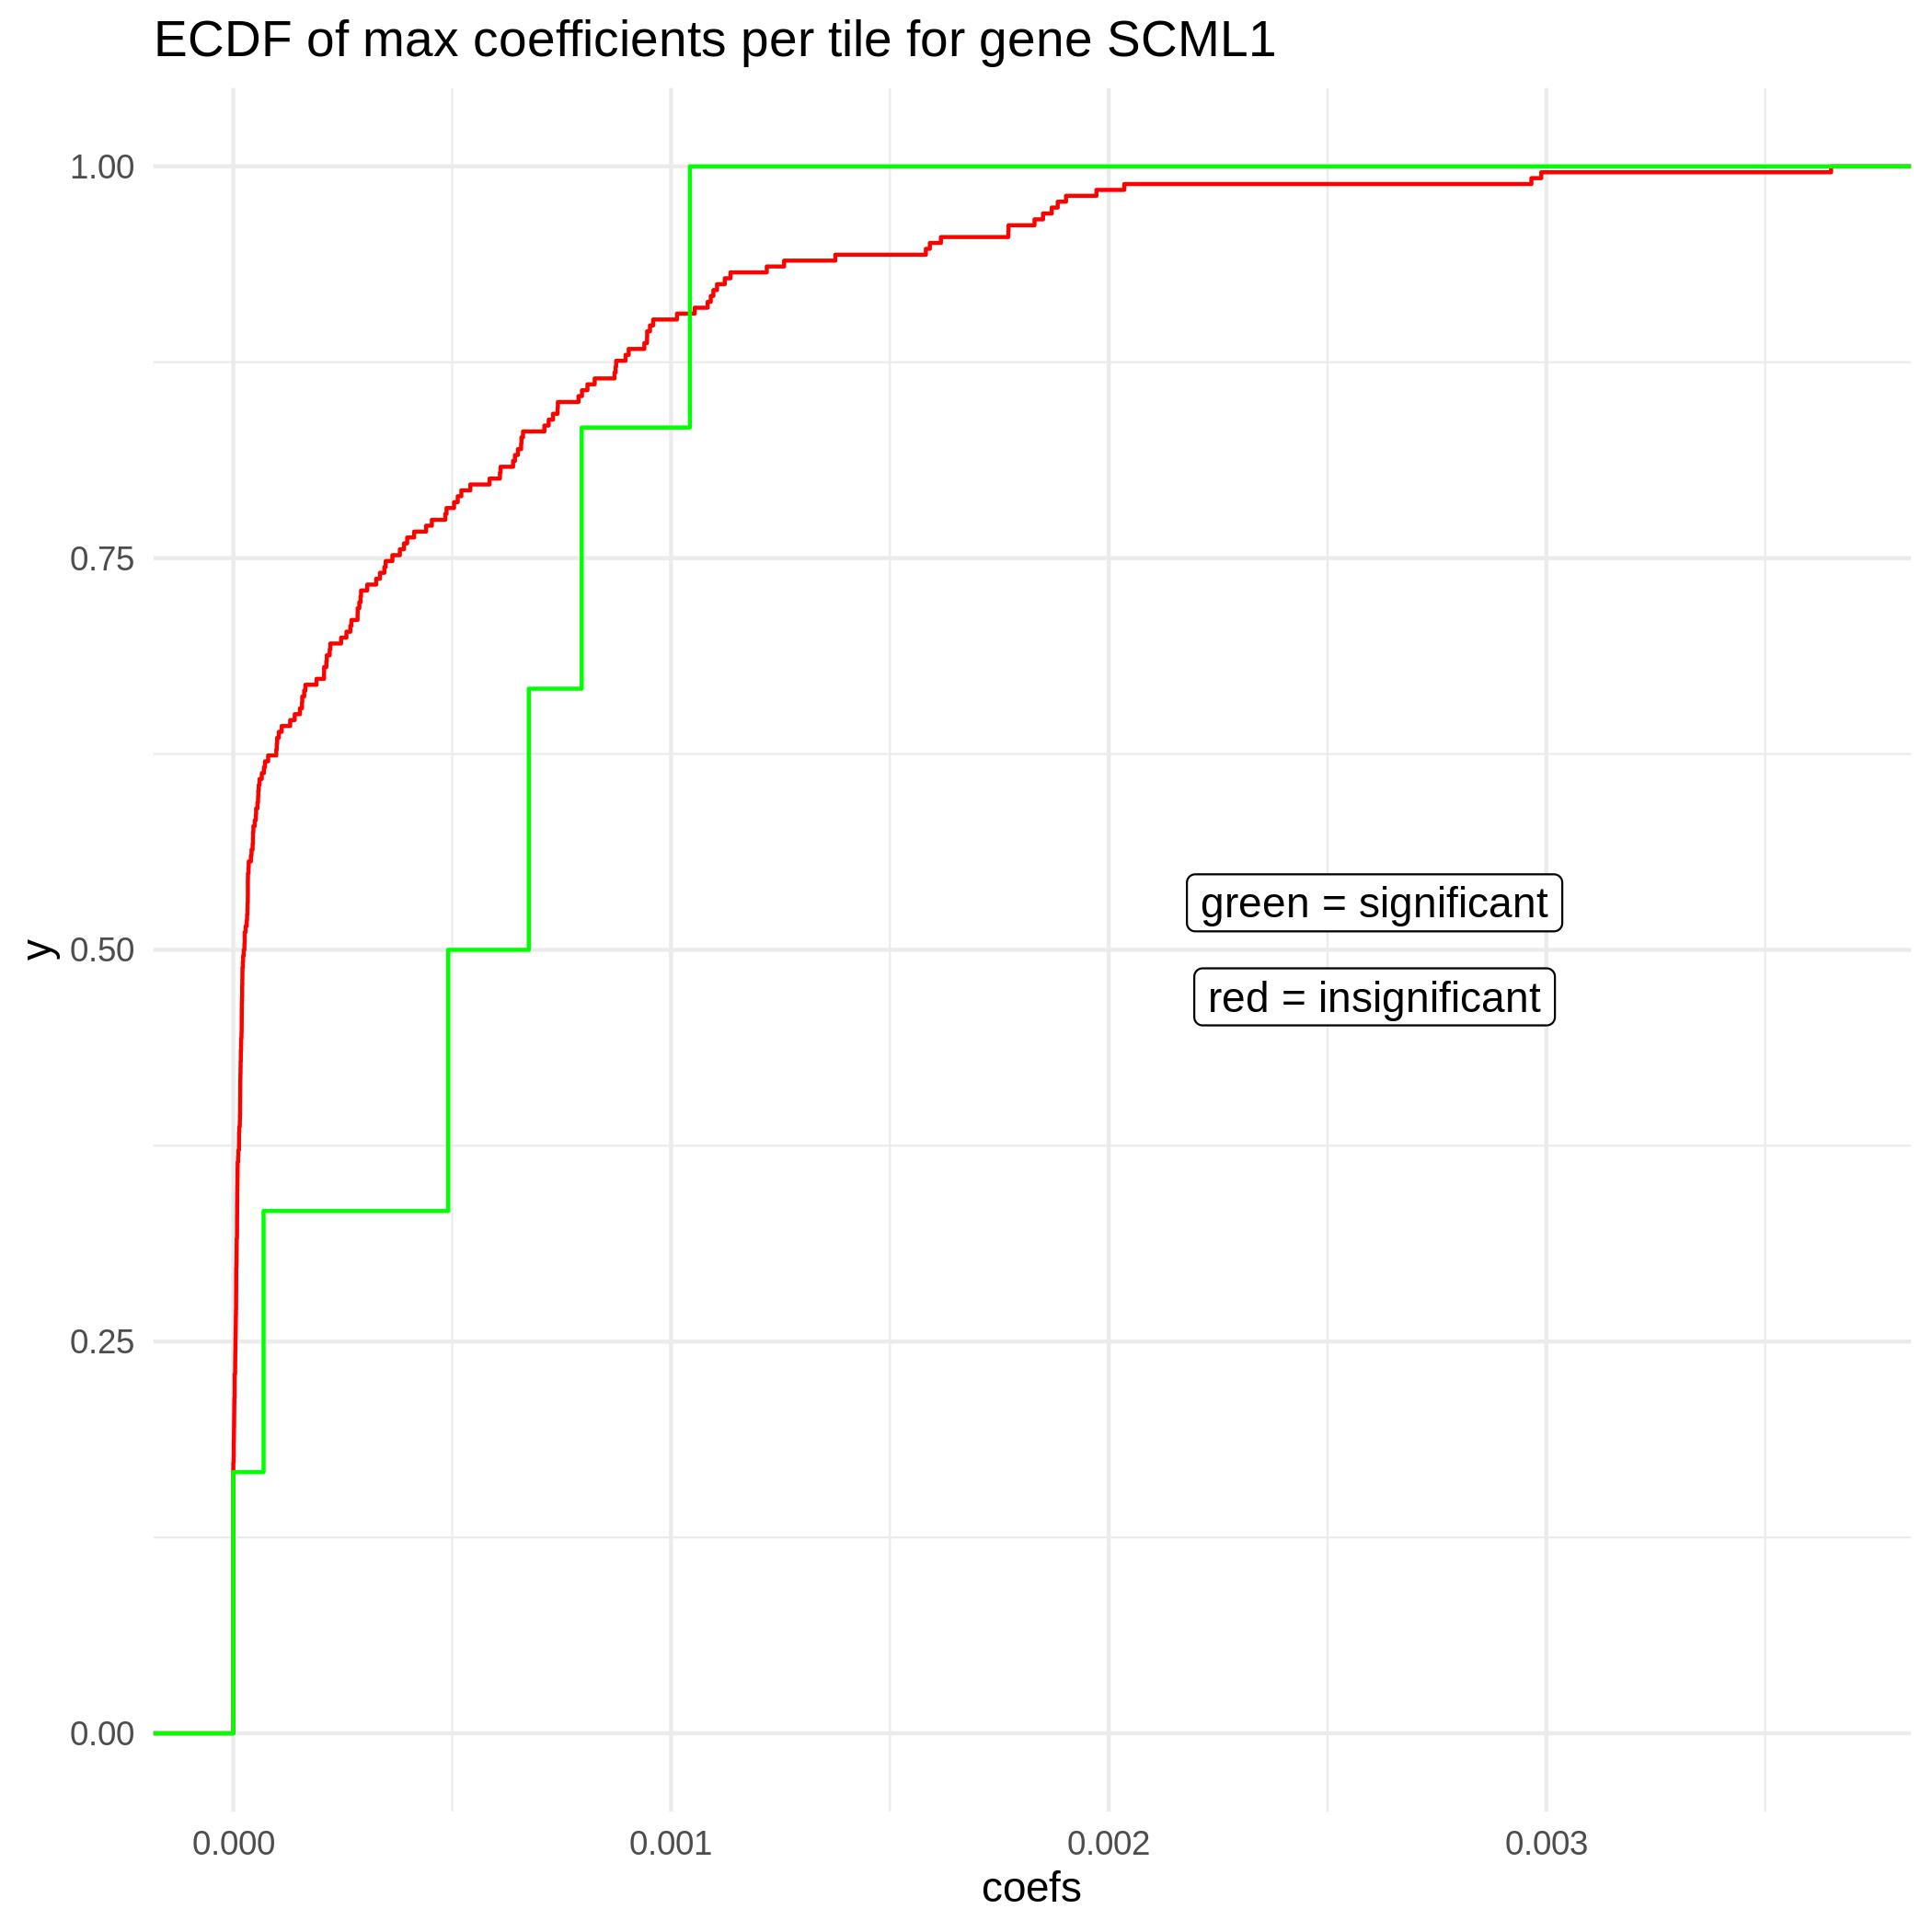 ECDF of max coefficients per tile for gene SCML1
1.00
0.75
0.50
0.25
0.00
y
green = significant
red = insignificant
0.000 0.001 0.002 0.003
coefs